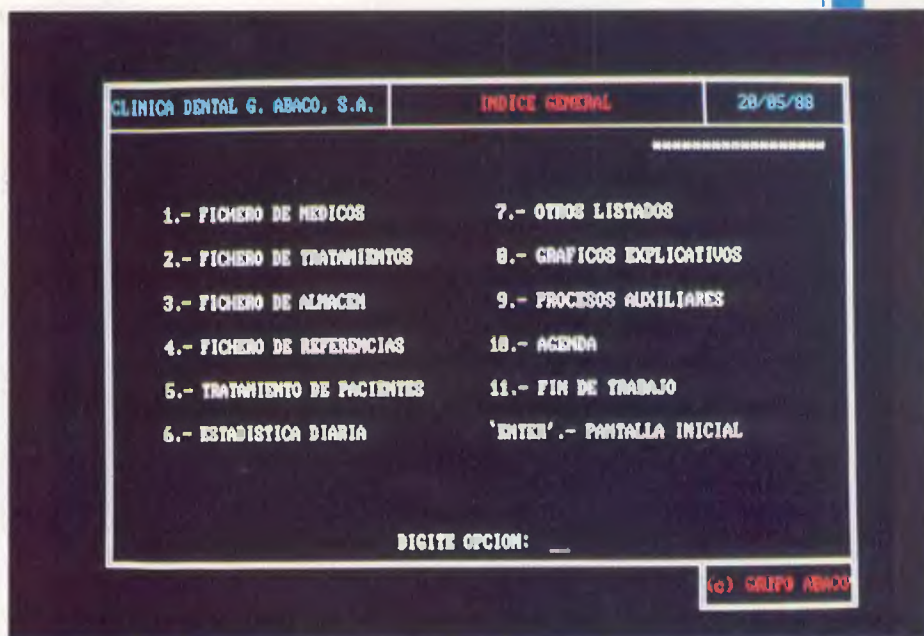 CLINICA DENTAL G. ABACO, S.A. INDICE GENERAL 20/05/88
******************
1.- FICHERO DE MEDICOS
2.- FICHERO DE TRATAMIENTOS
3.- FICHERO DE ALMACEN
4.- FICHERO DE REFERENCIAS
5.- TRATAMIENTO DE PACIENTES
6.- ESTADISTICA DIARIA
7.- OTROS LISTADOS
8.- GRAFICOS EXPLICATIVOS
9.- PROCESOS AUXILIARES
10.- AGENDA
11.- FIN DE TRABAJO
'ENTER'.- PANTALLA INICIAL
DIGITE OPCION: _
(c) GRUPO ABACO